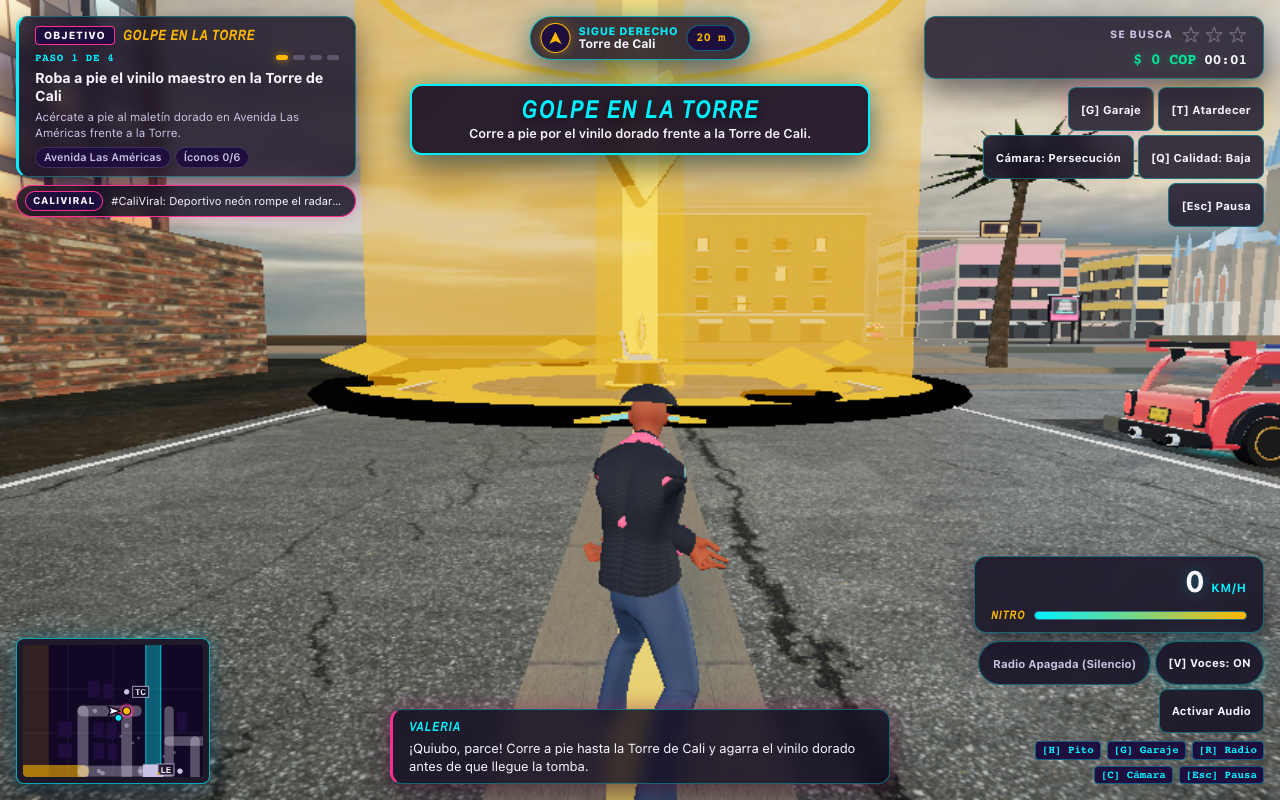 OBJETIVO GOLPE EN LA TORRE
PASO 1 DE 4
Roba a pie el vinilo maestro en la Torre de
Cali
Acércate a pie al maletín dorado en Avenida Las
Américas frente a la Torre.
Avenida Las Américas Íconos 0/6
CALIVIRAL #CaliViral: Deportivo neón rompe el radar...
SIGUE DERECHO
Torre de Cali
20 m
GOLPE EN LA TORRE
Corre a pie por el vinilo dorado frente a la Torre de Cali.
SE BUSCA
$ 0 COP 00:01
[G] Garaje [T] Atardecer
Cámara: Persecución [Q] Calidad: Baja
[Esc] Pausa
TC
LE
VALERIA
¡Quiubo, parce! Corre a pie hasta la Torre de Cali y agarra el vinilo dorado
antes de que llegue la tomba.
0 KM/H
NITRO
Radio Apagada (Silencio) [V] Voces: ON
Activar Audio
[H] Pito [G] Garaje [R] Radio
[C] Cámara [Esc] Pausa